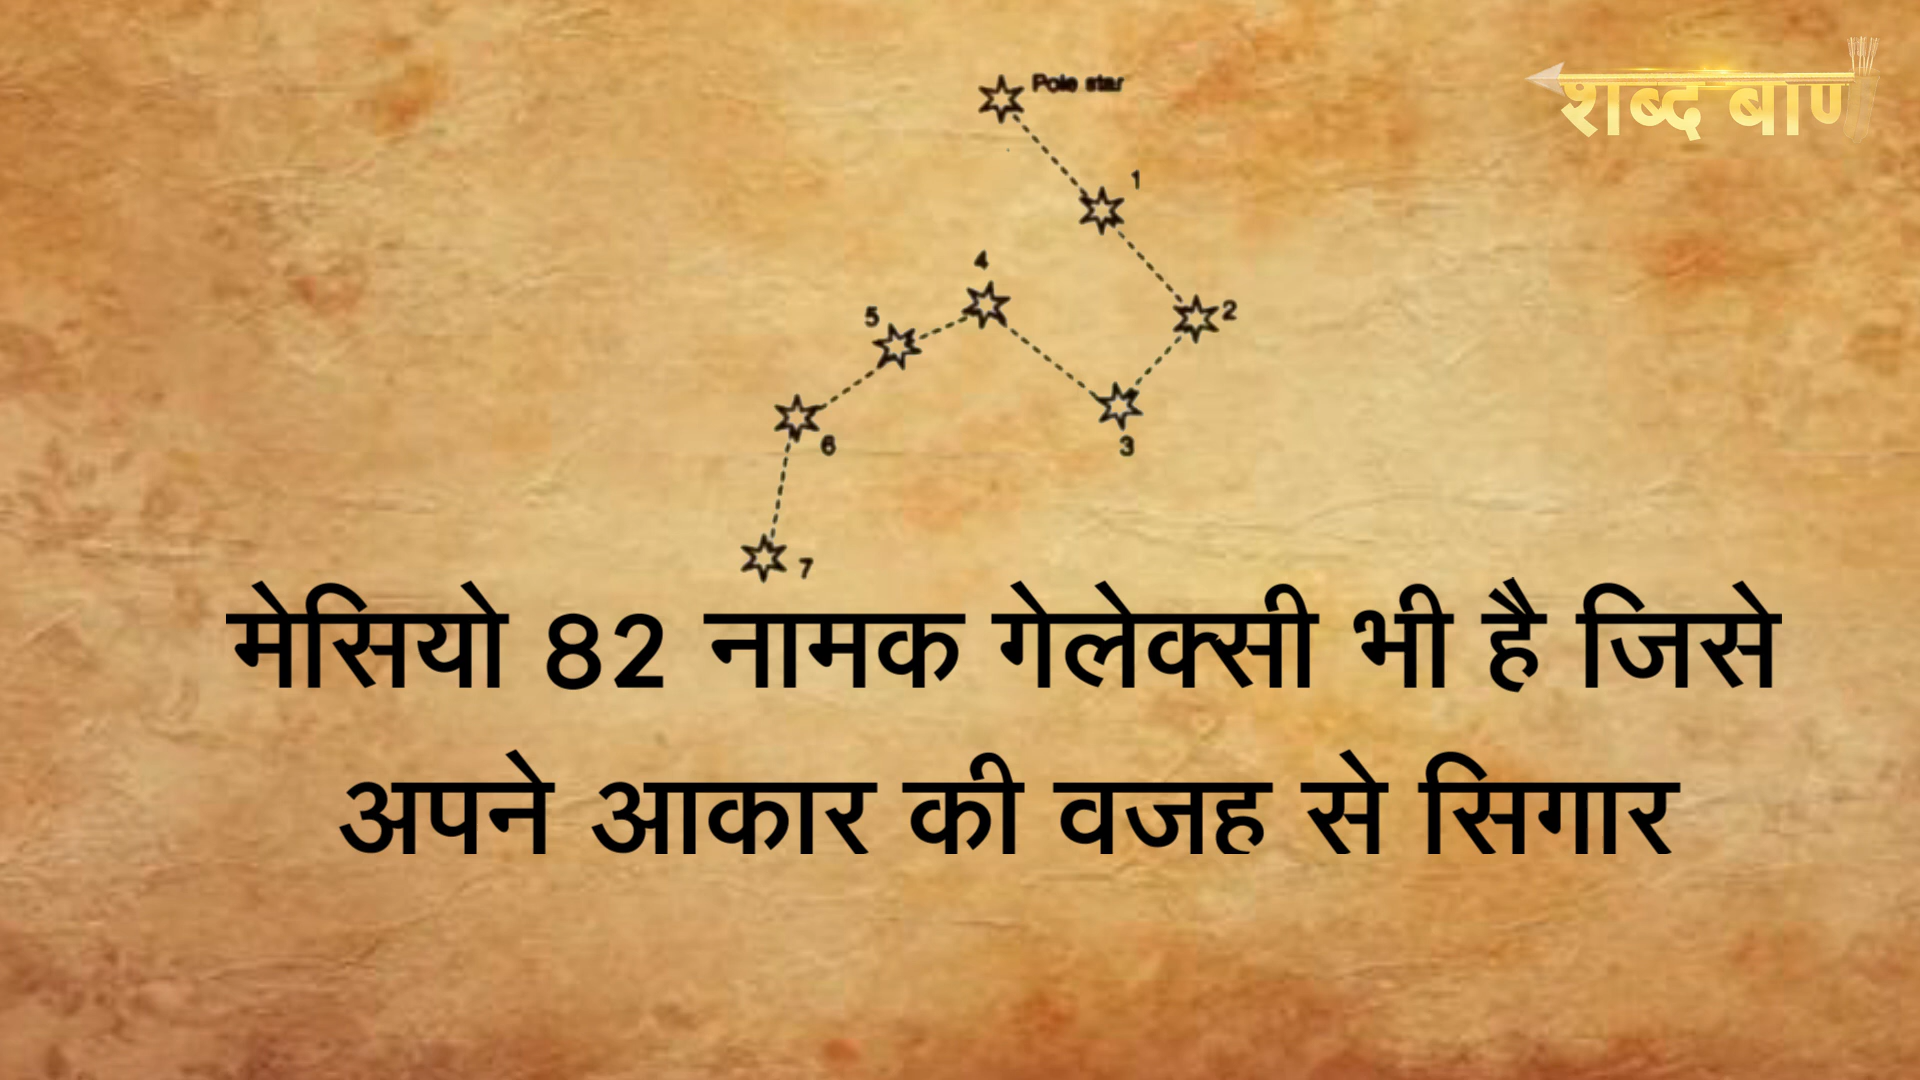 शब्द बाण
Pole star
1
2
3
4
5
6
7
मेसियो 82 नामक गेलेक्सी भी है जिसे
अपने आकार की वजह से सिगार